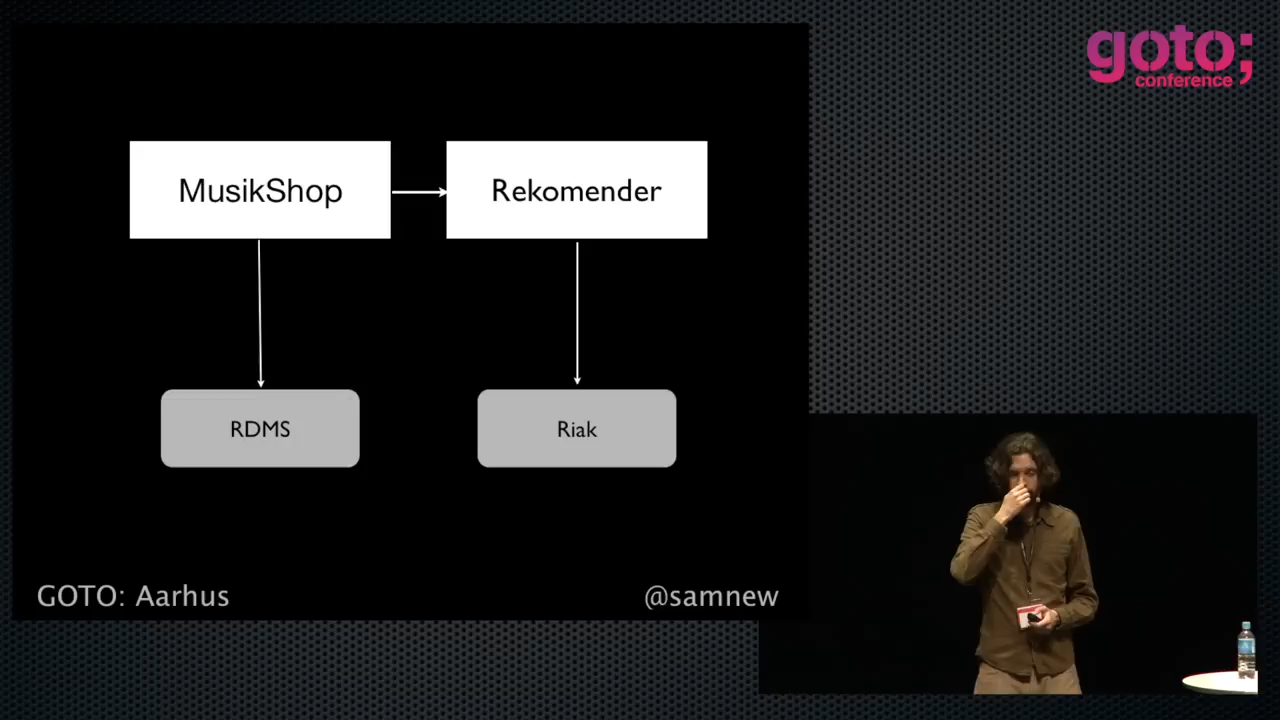 goto;
conference
MusikShop
Rekomender
RDMS
Riak
GOTO: Aarhus
@samnew